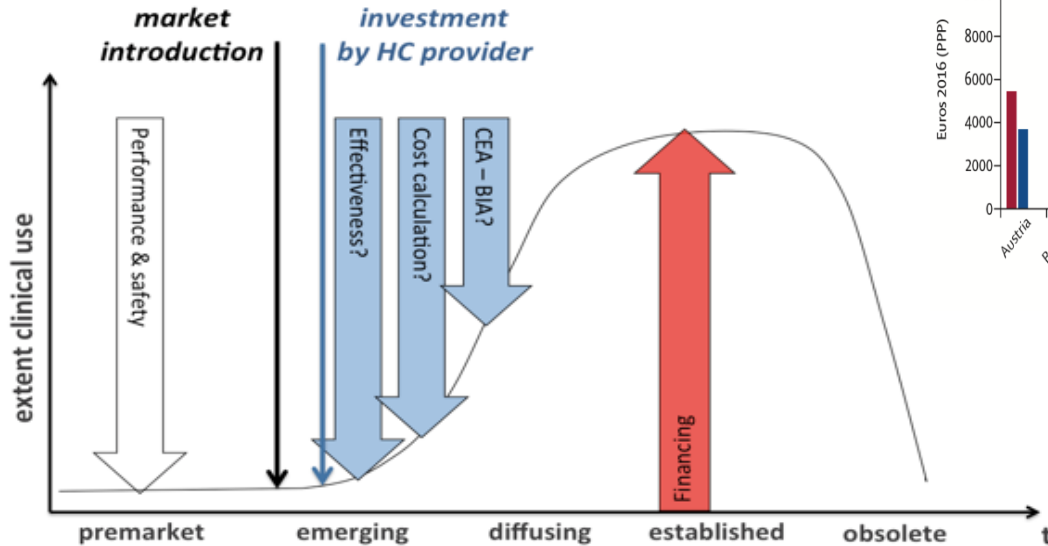 market
introduction
investment
by HC provider
extent clinical use
Performance & safety
Effectiveness?
Cost calculation?
CEA – BIA?
Financing
premarket
emerging
diffusing
established
obsolete
Euros 2016 (PPP)
8000
6000
4000
2000
0
Austria